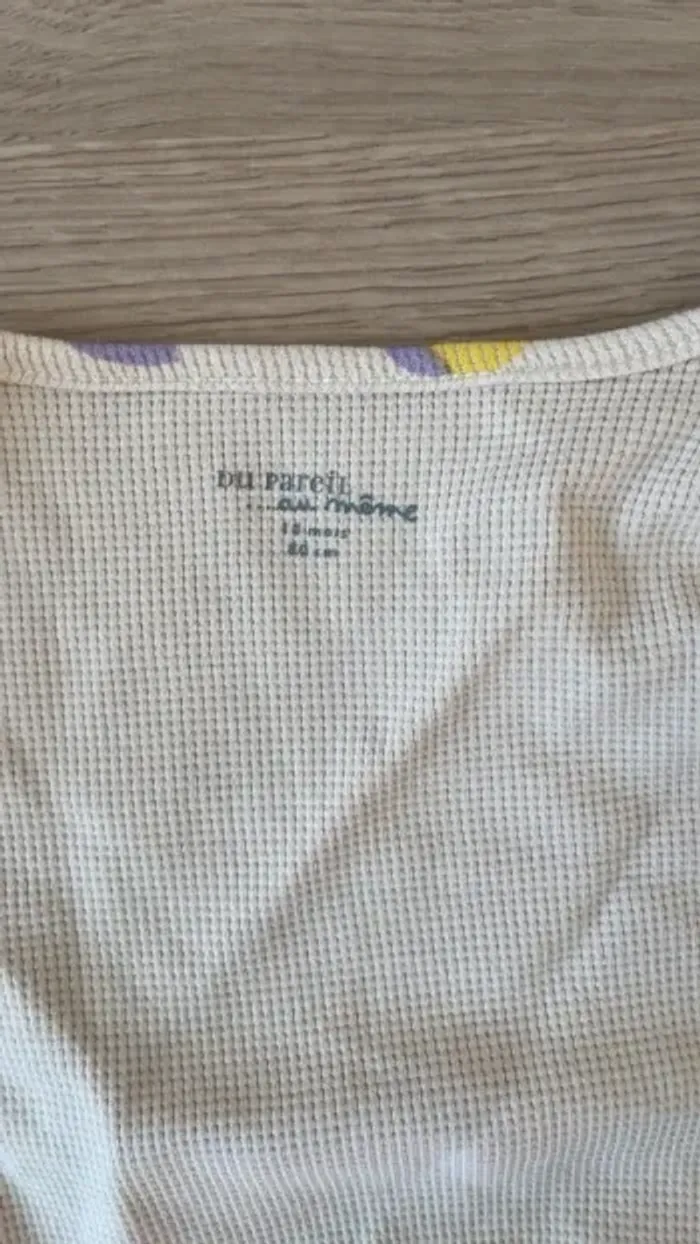 DU PAREIL
...au même
18 mois
80 cm